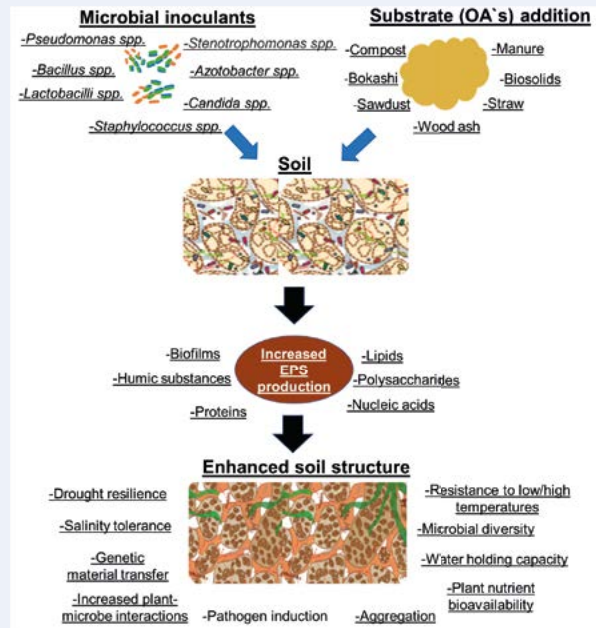 Microbial inoculants
-Pseudomonas spp.
-Stenotrophomonas spp.
-Bacillus spp.
-Azotobacter spp.
-Lactobacilli spp.
-Candida spp.
-Staphylococcus spp.
Substrate (OA`s) addition
-Compost
-Manure
-Bokashi
-Biosolids
-Sawdust
-Straw
-Wood ash
Soil
-Biofilms
-Humic substances
-Proteins
Increased
EPS
production
-Lipids
-Polysaccharides
-Nucleic acids
Enhanced soil structure
-Drought resilience
-Salinity tolerance
-Genetic
material transfer
-Increased plant-
microbe interactions
-Pathogen induction
-Aggregation
-Resistance to low/high
temperatures
-Microbial diversity
-Water holding capacity
-Plant nutrient
bioavailability